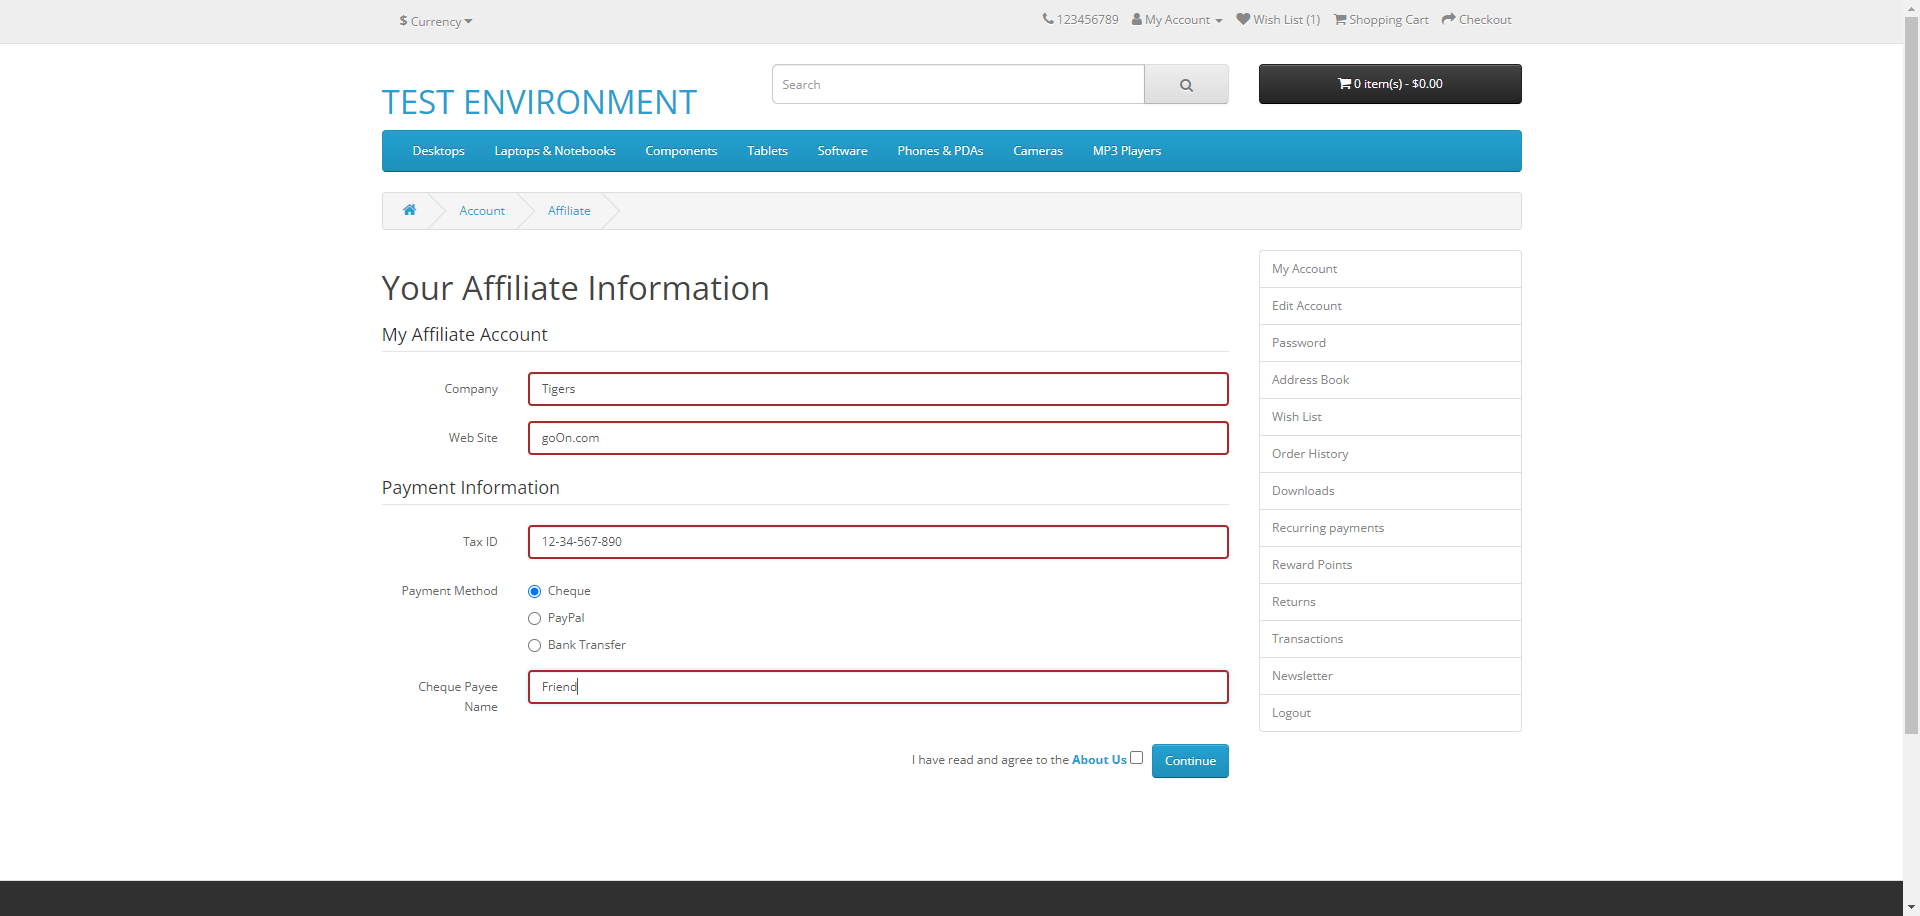 $ Currency
123456789 My Account Wish List (1) Shopping Cart Checkout
TEST ENVIRONMENT
Search
0 item(s) - $0.00
Desktops Laptops & Notebooks Components Tablets Software Phones & PDAs Cameras MP3 Players
Account Affiliate
Your Affiliate Information
My Affiliate Account
Company Tigers
Web Site goOn.com
Payment Information
Tax ID 12-34-567-890
Payment Method Cheque
PayPal
Bank Transfer
Cheque Payee Name Friend
I have read and agree to the About Us Continue
My Account
Edit Account
Password
Address Book
Wish List
Order History
Downloads
Recurring payments
Reward Points
Returns
Transactions
Newsletter
Logout